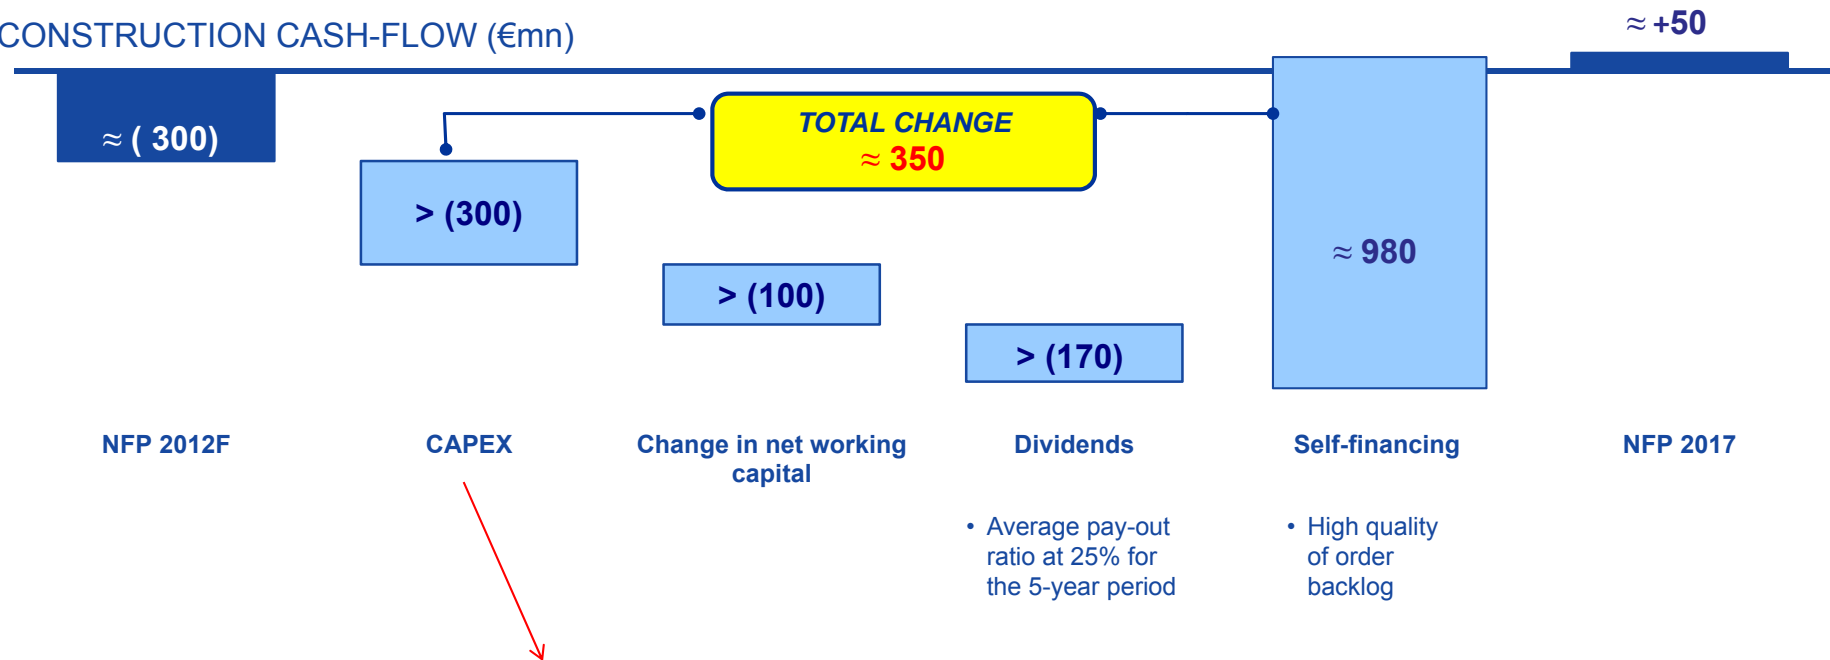 ≈ +50
CONSTRUCTION CASH-FLOW (€mn)
≈ ( 300)
TOTAL CHANGE
≈ 350
> (300)
≈ 980
> (100)
> (170)
NFP 2012F
CAPEX
Change in net working
capital
Dividends
Self-financing
NFP 2017
• Average pay-out
ratio at 25% for
the 5-year period
• High quality
of order
backlog